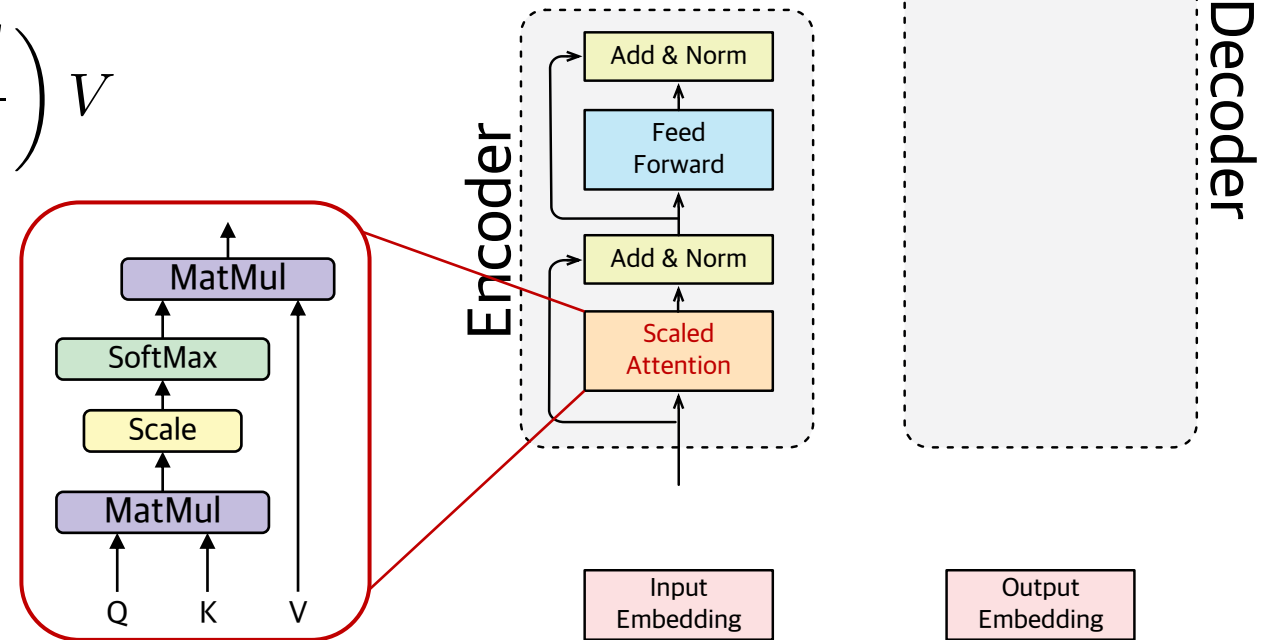 ) V
Encoder
Decoder
Add & Norm
Feed
Forward
Add & Norm
Scaled
Attention
MatMul
SoftMax
Scale
MatMul
Q K V
Input
Embedding
Output
Embedding